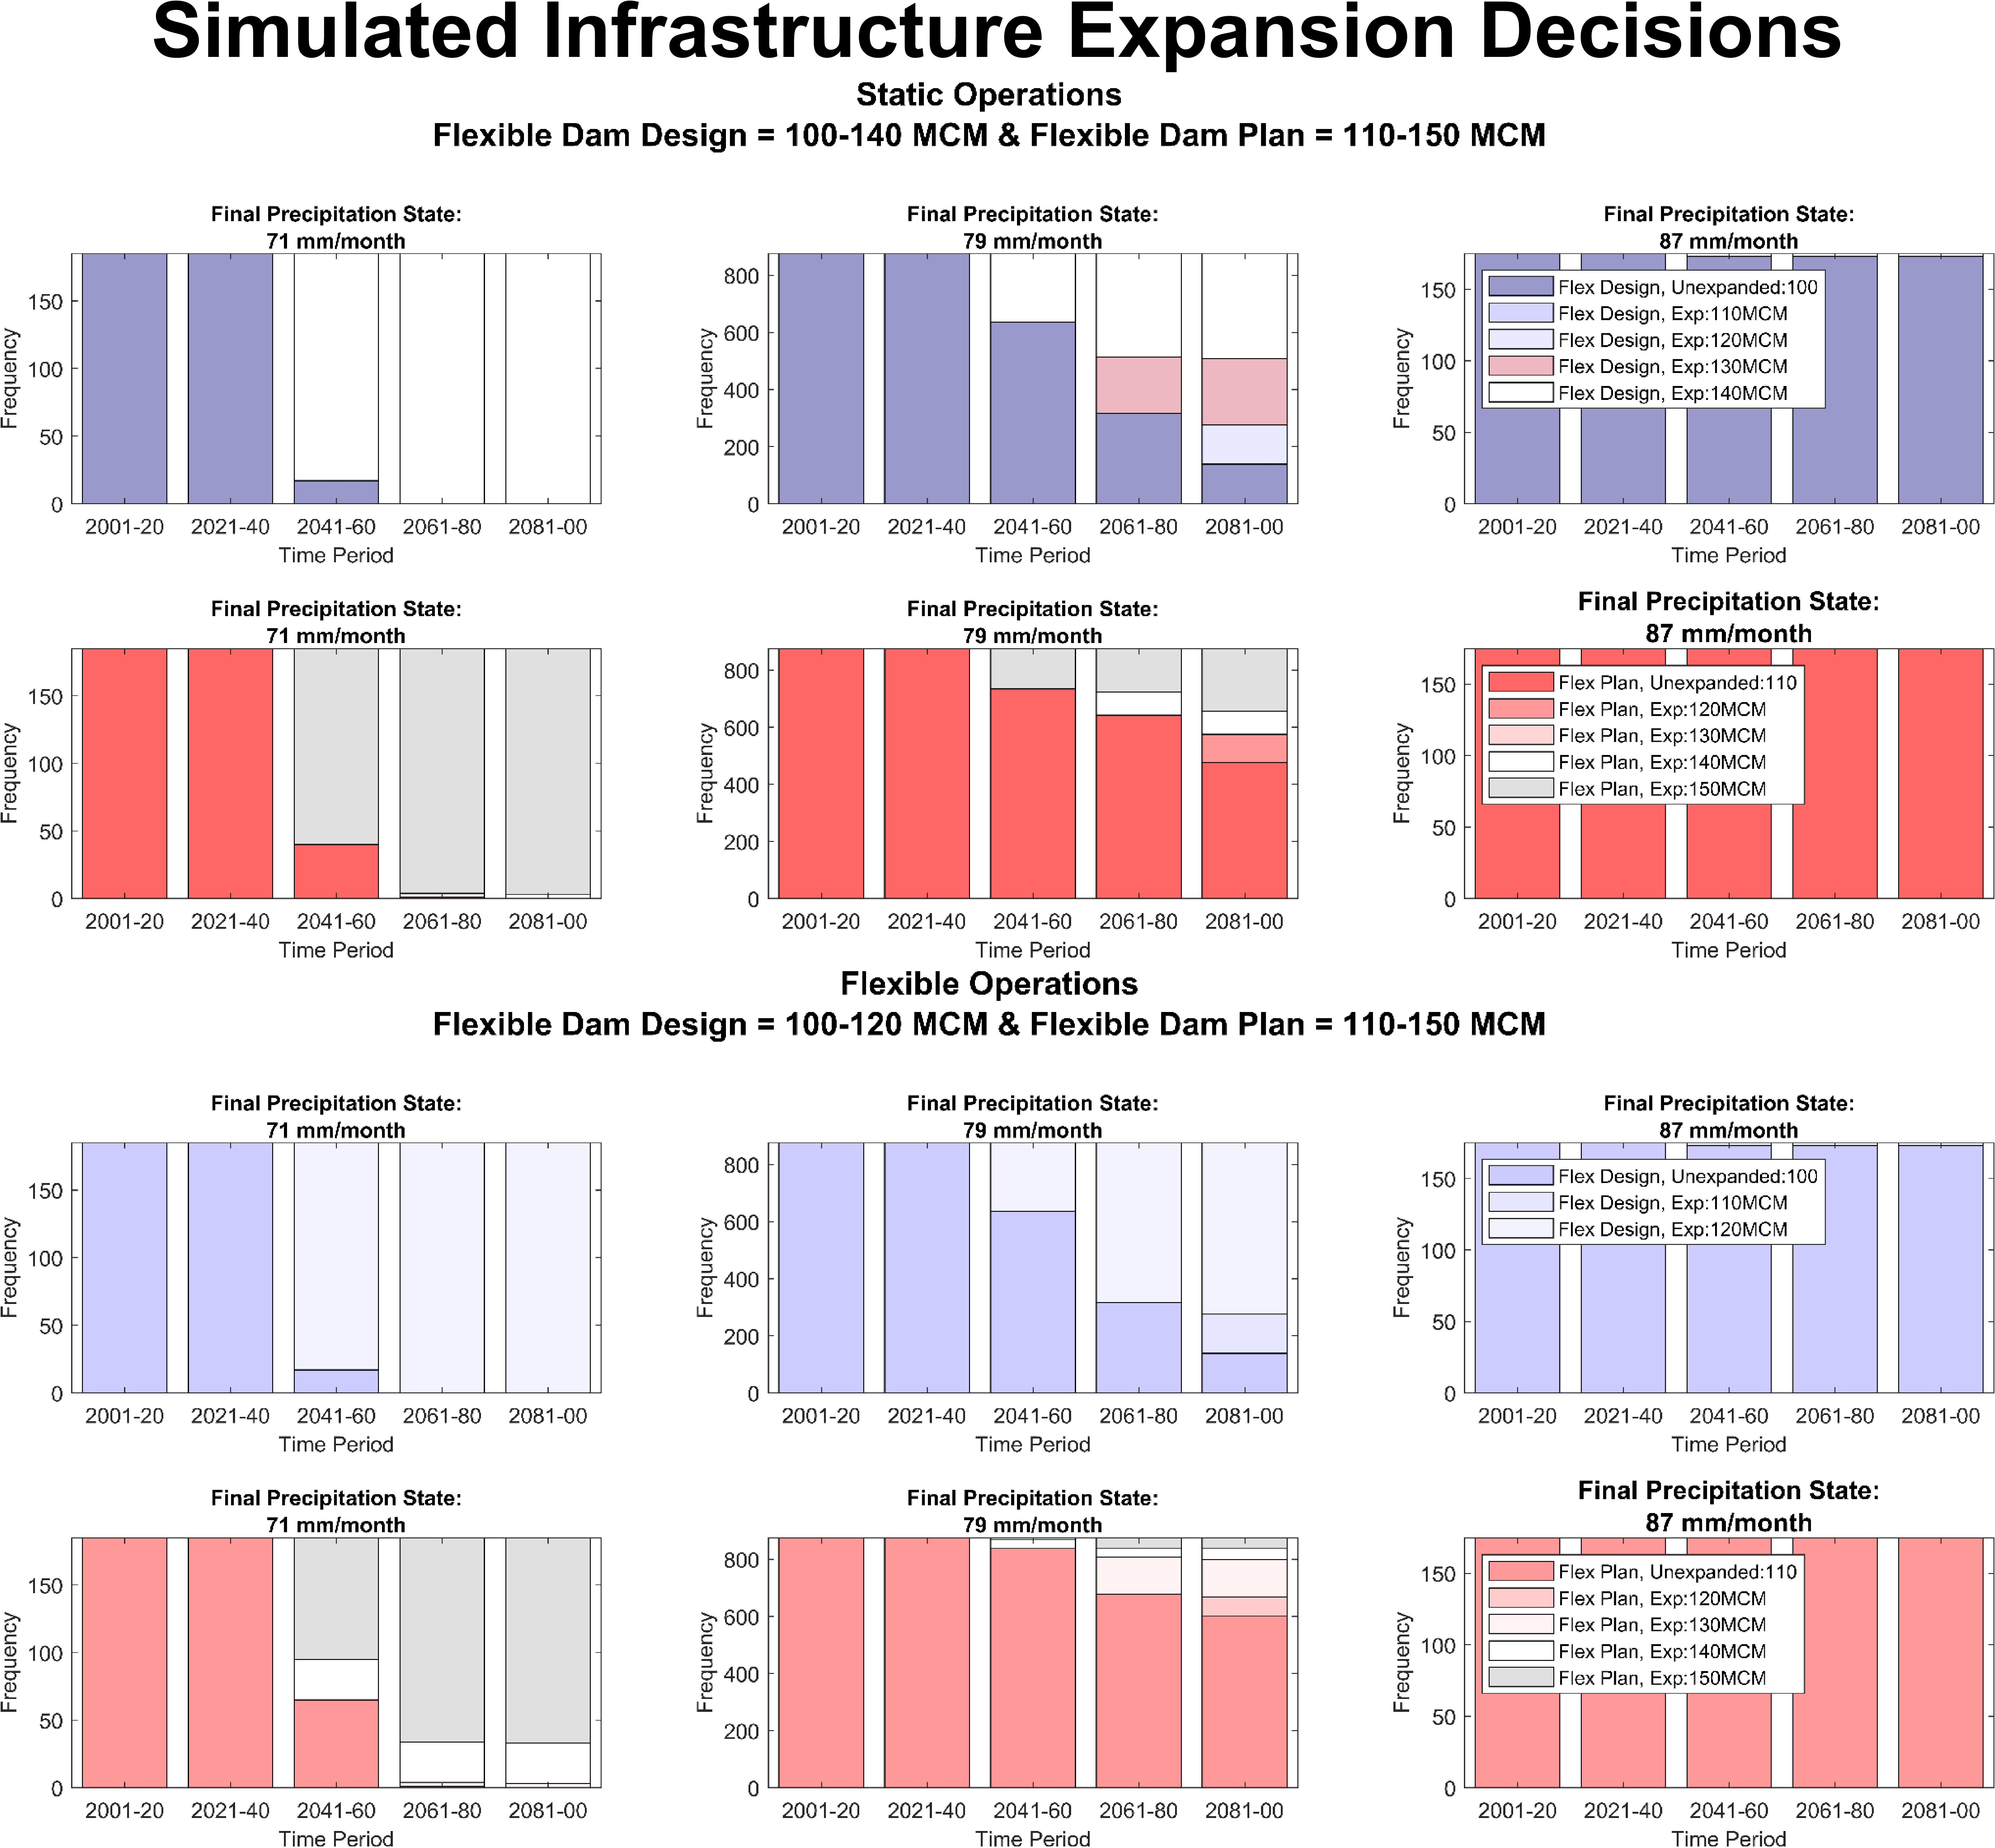 Simulated Infrastructure Expansion Decisions
Static Operations
Flexible Dam Design = 100-140 MCM & Flexible Dam Plan = 110-150 MCM
Final Precipitation State:
71 mm/month
Frequency
150
100
50
0
2001-20 2021-40 2041-60 2061-80 2081-00
Time Period
Final Precipitation State:
79 mm/month
Frequency
800
600
400
200
0
2001-20 2021-40 2041-60 2061-80 2081-00
Time Period
Final Precipitation State:
87 mm/month
Frequency
150
100
50
0
Flex Design, Unexpanded:100
Flex Design, Exp:110MCM
Flex Design, Exp:120MCM
Flex Design, Exp:130MCM
Flex Design, Exp:140MCM
2001-20 2021-40 2041-60 2061-80 2081-00
Time Period
Final Precipitation State:
71 mm/month
Frequency
150
100
50
0
2001-20 2021-40 2041-60 2061-80 2081-00
Time Period
Final Precipitation State:
79 mm/month
Frequency
800
600
400
200
0
2001-20 2021-40 2041-60 2061-80 2081-00
Time Period
Final Precipitation State:
87 mm/month
Frequency
150
100
50
0
Flex Plan, Unexpanded:110
Flex Plan, Exp:120MCM
Flex Plan, Exp:130MCM
Flex Plan, Exp:140MCM
Flex Plan, Exp:150MCM
2001-20 2021-40 2041-60 2061-80 2081-00
Time Period
Flexible Operations
Flexible Dam Design = 100-120 MCM & Flexible Dam Plan = 110-150 MCM
Final Precipitation State:
71 mm/month
Frequency
150
100
50
0
2001-20 2021-40 2041-60 2061-80 2081-00
Time Period
Final Precipitation State:
79 mm/month
Frequency
800
600
400
200
0
2001-20 2021-40 2041-60 2061-80 2081-00
Time Period
Final Precipitation State:
87 mm/month
Frequency
150
100
50
0
Flex Design, Unexpanded:100
Flex Design, Exp:110MCM
Flex Design, Exp:120MCM
2001-20 2021-40 2041-60 2061-80 2081-00
Time Period
Final Precipitation State:
71 mm/month
Frequency
150
100
50
0
2001-20 2021-40 2041-60 2061-80 2081-00
Time Period
Final Precipitation State:
79 mm/month
Frequency
800
600
400
200
0
2001-20 2021-40 2041-60 2061-80 2081-00
Time Period
Final Precipitation State:
87 mm/month
Frequency
150
100
50
0
Flex Plan, Unexpanded:110
Flex Plan, Exp:120MCM
Flex Plan, Exp:130MCM
Flex Plan, Exp:140MCM
Flex Plan, Exp:150MCM
2001-20 2021-40 2041-60 2061-80 2081-00
Time Period